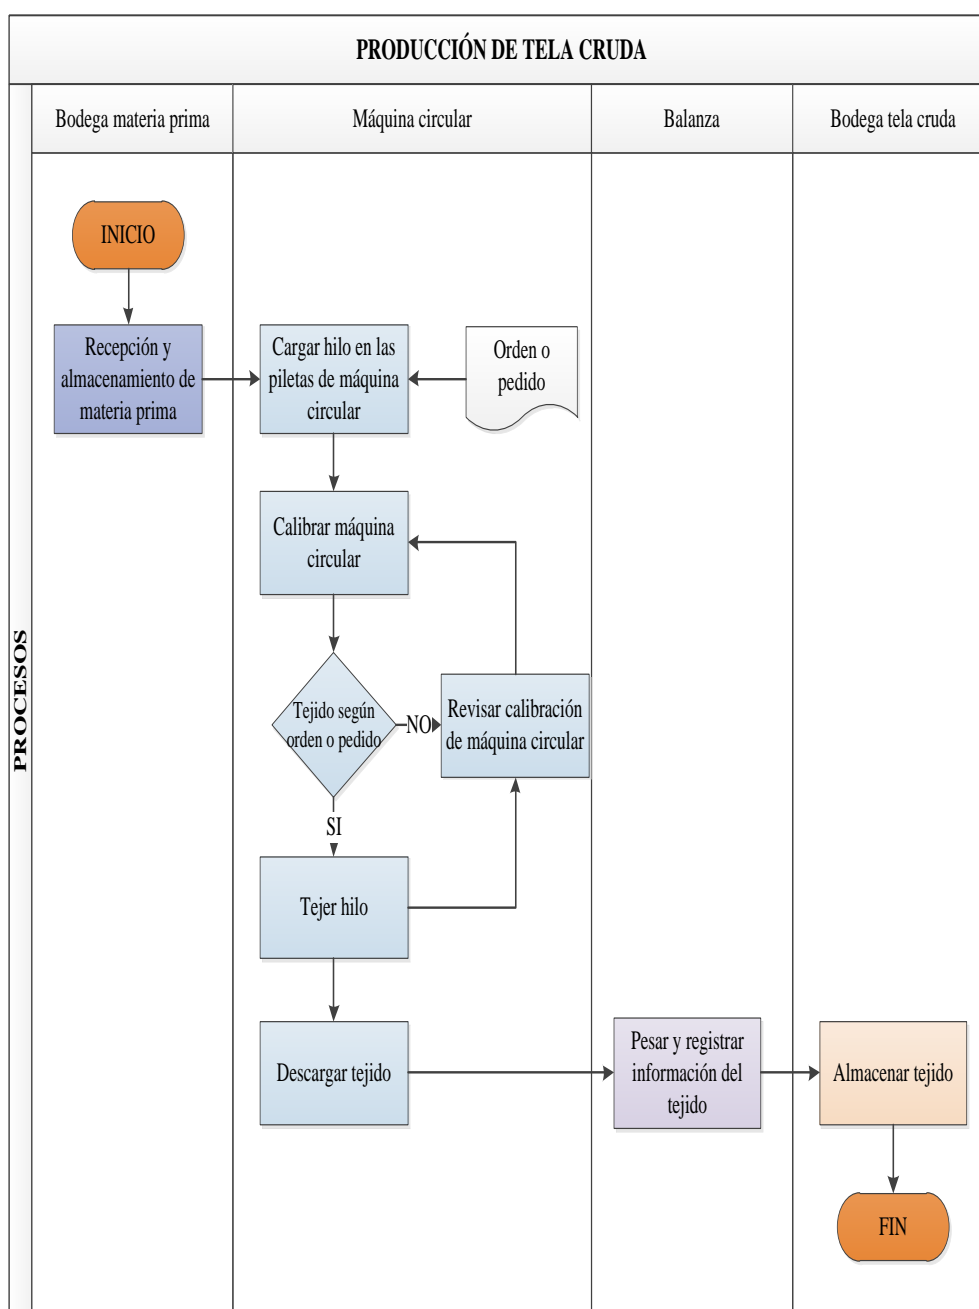 PRODUCCIÓN DE TELA CRUDA
Bodega materia prima
Máquina circular
Balanza
Bodega tela cruda
PROCESOS
INICIO
Recepción y
almacenamiento de
materia prima
Cargar hilo en las
piletas de máquina
circular
Orden o
pedido
Calibrar máquina
circular
Tejido según
orden o pedido
NO
Revisar calibración
de máquina circular
SI
Tejer hilo
Descargar tejido
Pesar y registrar
información del
tejido
Almacenar tejido
FIN